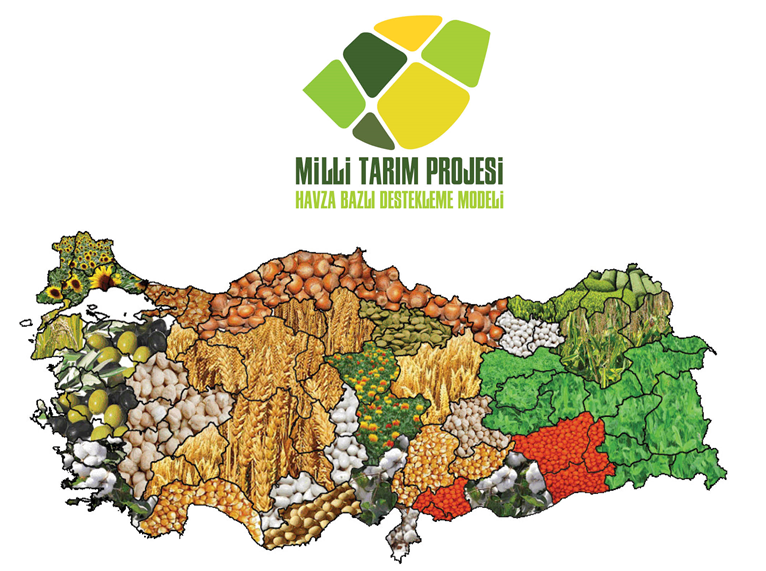 MİLLİ TARIM PROJESİ
HAVZA BAZLI DESTEKLEME MODELİ